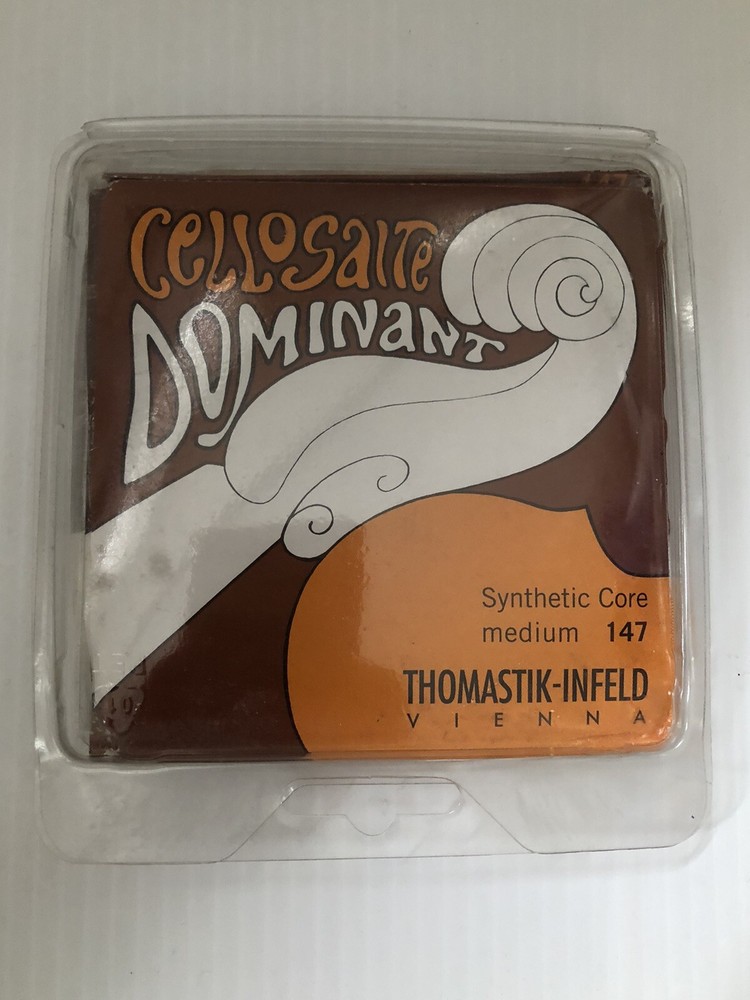 Cellosaite
DOMINANT
Synthetic Core
medium 147
THOMASTIK-INFELD
VIENNA